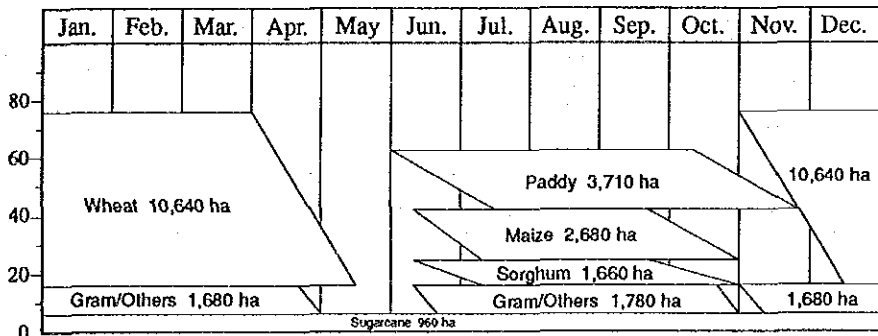 Jan. Feb. Mar. Apr. May Jun. Jul. Aug. Sep. Oct. Nov. Dec.
80
60
Paddy 3,710 ha
10,640 ha
Wheat 10,640 ha
40
Maize 2,680 ha
20
Sorghum 1,660 ha
Gram/Others 1,680 ha
Gram/Others 1,780 ha
1,680 ha
0
Sugarcane 960 ha